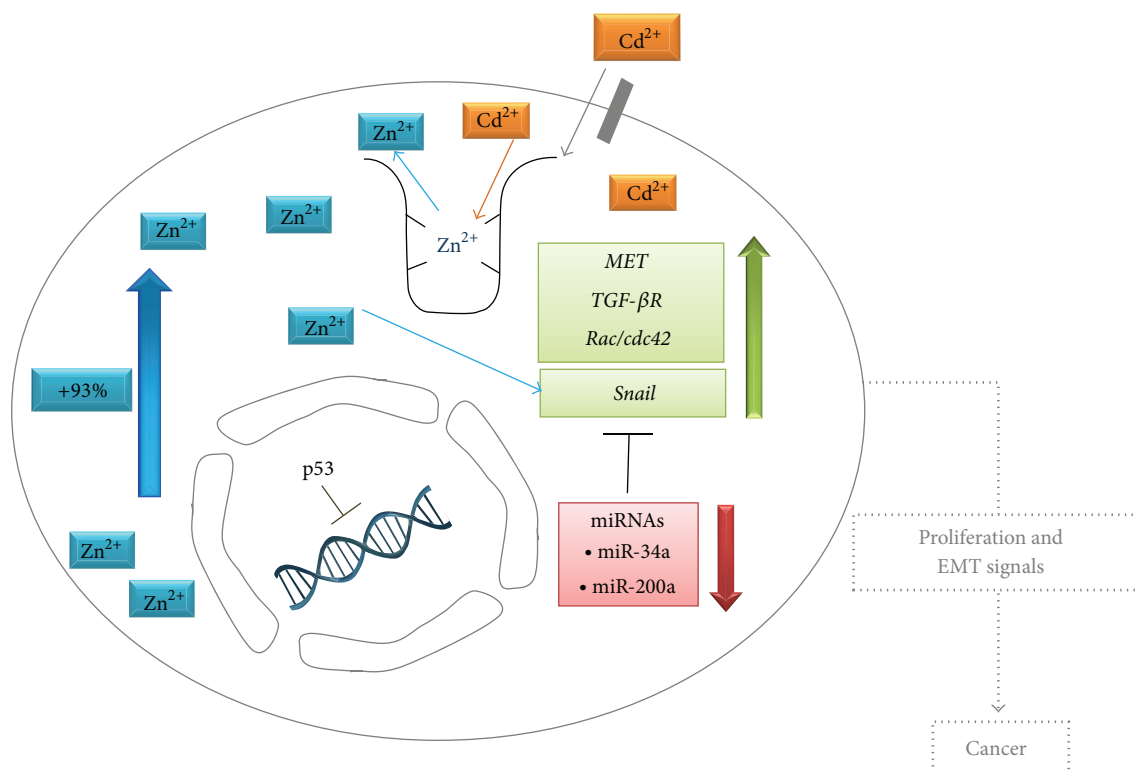 Cd²⁺
Zn²⁺
Cd²⁺
Cd²⁺
Zn²⁺
Zn²⁺
Zn²⁺
MET
TGF-βR
Rac/cdc42
Zn²⁺
Snail
+93%
p53
miRNAs
• miR-34a
• miR-200a
Zn²⁺
Zn²⁺
Proliferation and
EMT signals
Cancer